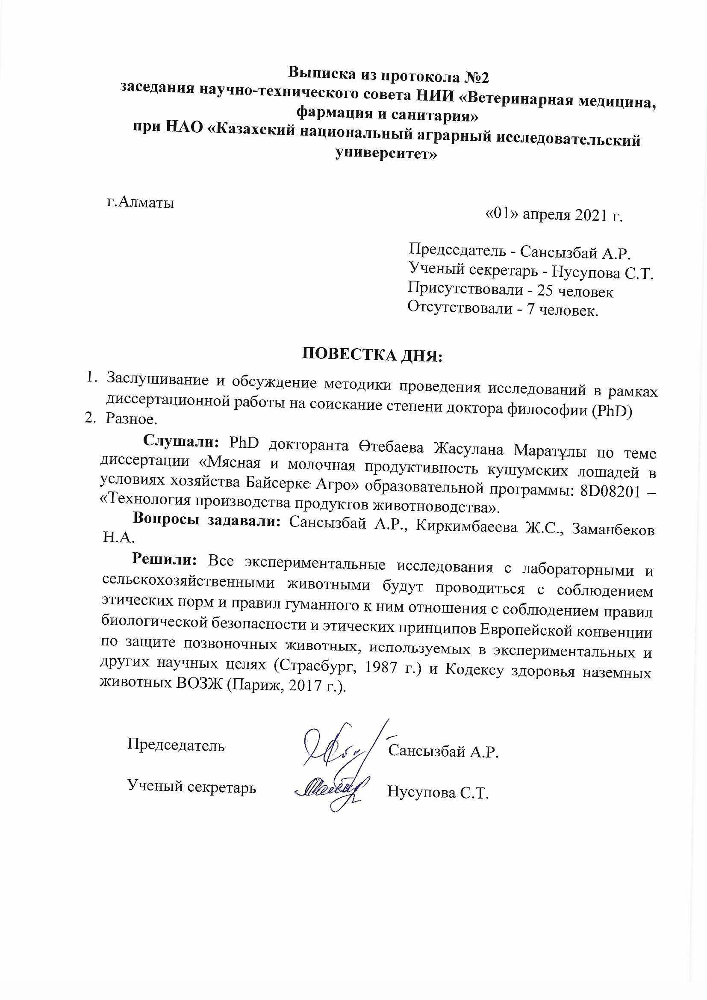 Выписка из протокола №2
заседания научно-технического совета НИИ «Ветеринарная медицина,
фармация и санитария»
при НАО «Казахский национальный аграрный исследовательский
университет»
г.Алматы
«01» апреля 2021 г.
Председатель - Сансызбай А.Р.
Ученый секретарь - Нусупова С.Т.
Присутствовали - 25 человек
Отсутствовали - 7 человек.
ПОВЕСТКА ДНЯ:
1. Заслушивание и обсуждение методики проведения исследований в рамках
диссертационной работы на соискание степени доктора философии (PhD)
2. Разное.
Слушали: PhD докторанта Өтебаева Жасулана Маратұлы по теме
диссертации «Мясная и молочная продуктивность кушумских лошадей в
условиях хозяйства Байсерке Агро» образовательной программы: 8D08201 –
«Технология производства продуктов животноводства».
Вопросы задавали: Сансызбай А.Р., Киркимбаеева Ж.С., Заманбеков
Н.А.
Решили: Все экспериментальные исследования с лабораторными и
сельскохозяйственными животными будут проводиться с соблюдением
этических норм и правил гуманного к ним отношения с соблюдением правил
биологической безопасности и этических принципов Европейской конвенции
по защите позвоночных животных, используемых в экспериментальных и
других научных целях (Страсбург, 1987 г.) и Кодексу здоровья наземных
животных ВОЗЖ (Париж, 2017 г.).
Председатель Сансызбай А.Р.
Ученый секретарь Нусупова С.Т.